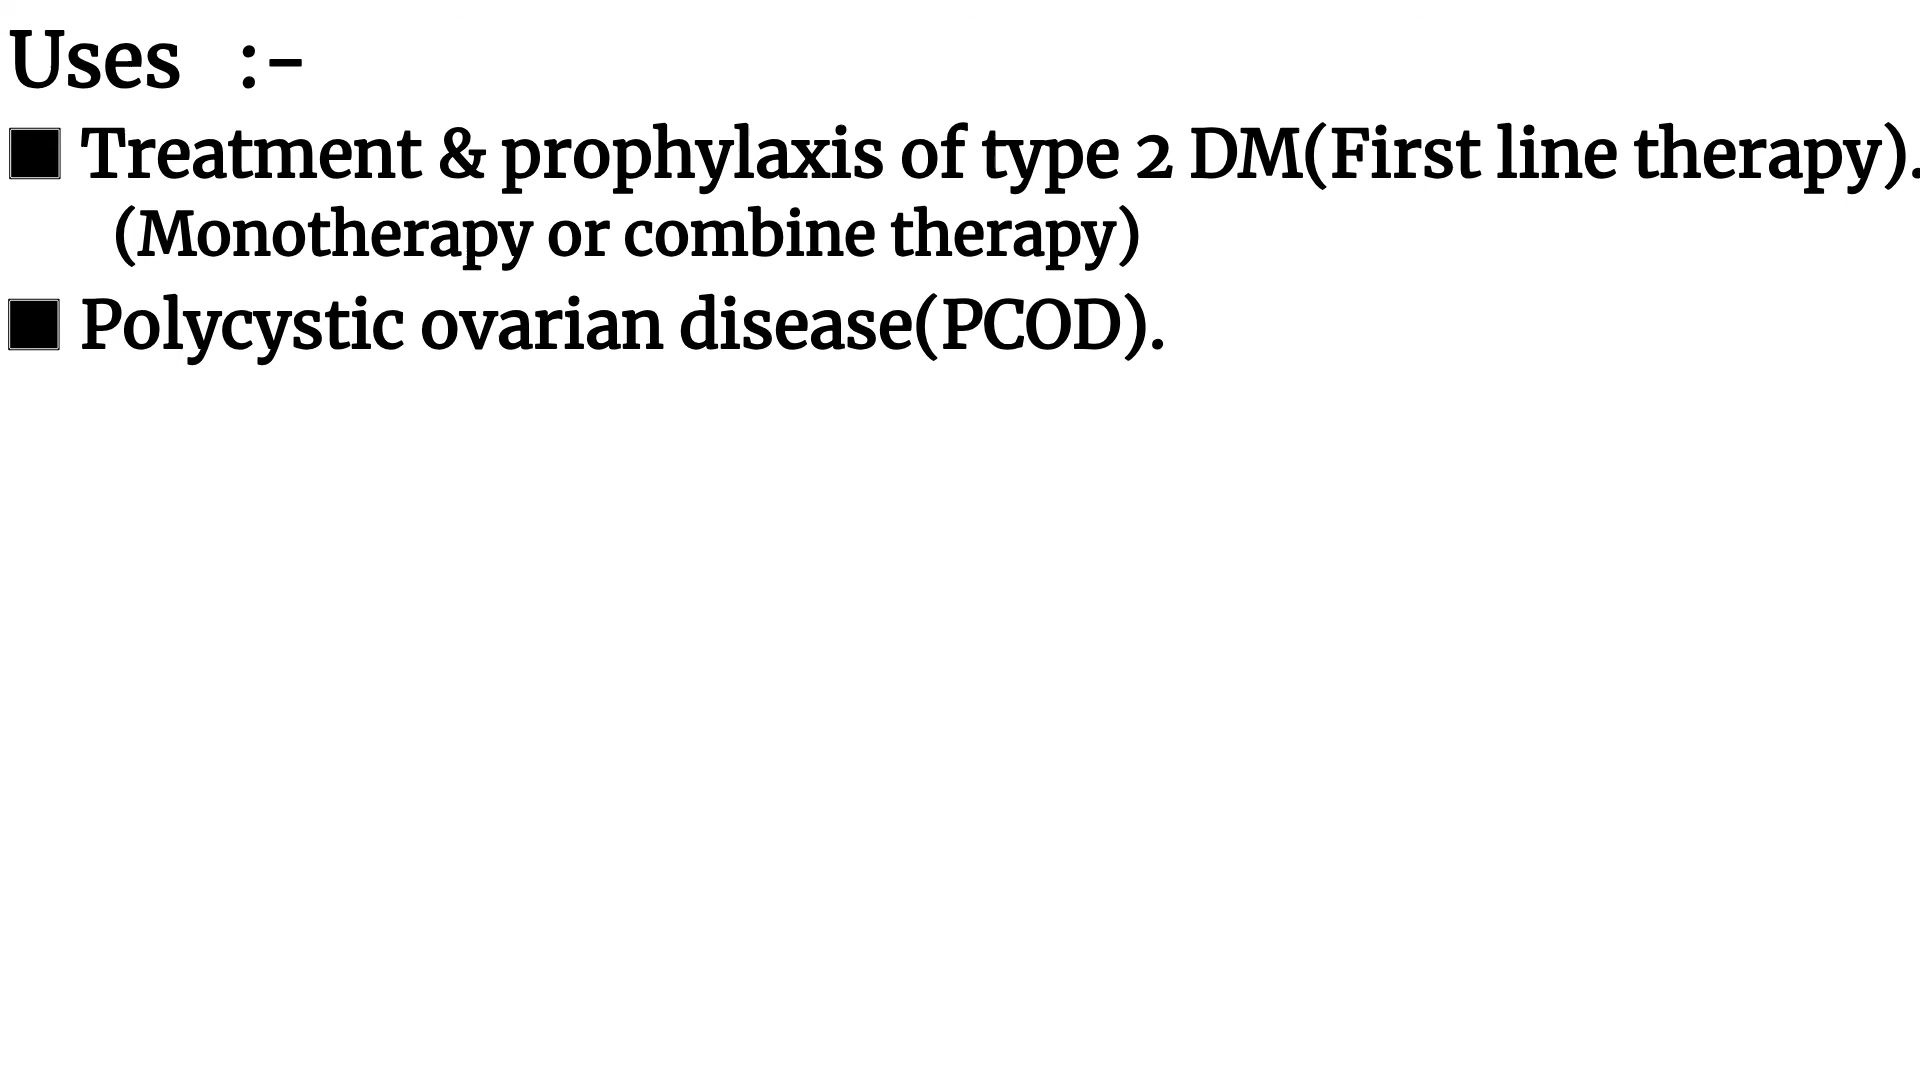 Uses :-
■ Treatment & prophylaxis of type 2 DM(First line therapy).
(Monotherapy or combine therapy)
■ Polycystic ovarian disease(PCOD).